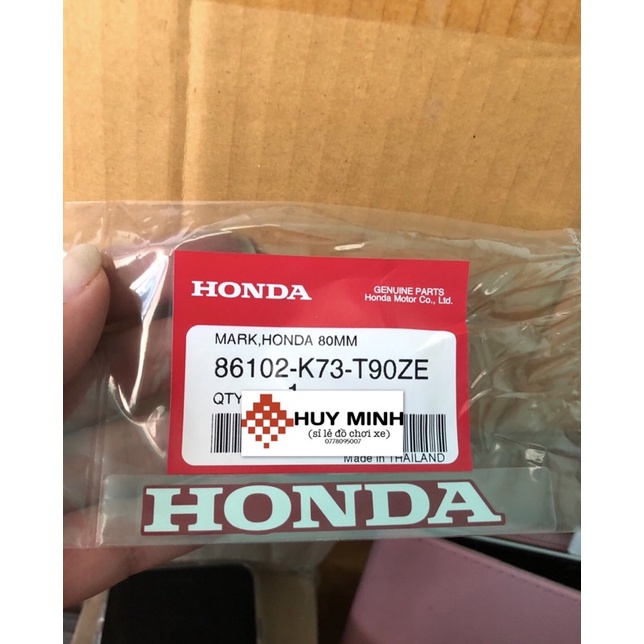 HONDA
GENUINE PARTS
Honda Motor Co., Ltd.
MARK,HONDA 80MM
86102-K73-T90ZE
QTY 1
HUY MINH
(sỉ lẻ đồ chơi xe)
0778095007
Made in THAILAND
HONDA